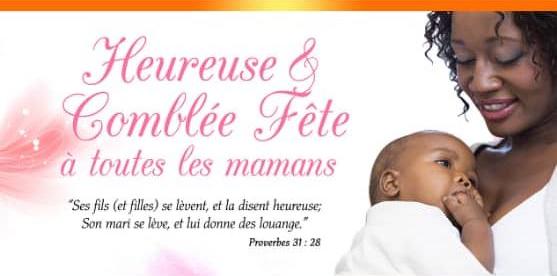 Heureuse &
Comblée Fête
à toutes les mamans
"Ses fils (et filles) se lèvent, et la disent heureuse;
Son mari se lève, et lui donne des louange."
Proverbes 31 : 28